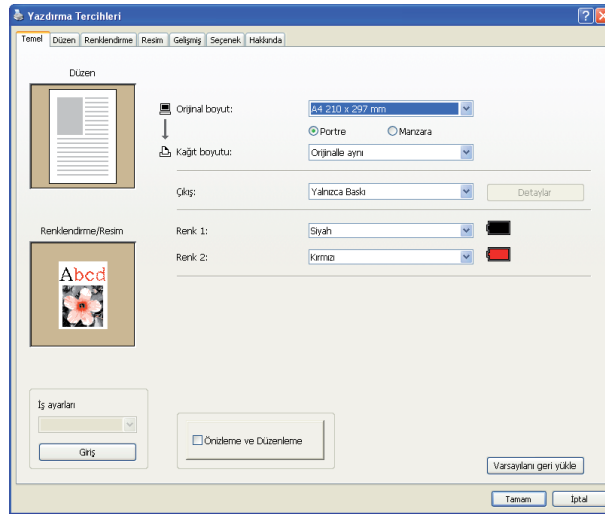 Yazdırma Tercihleri
Temel Düzen Renklendirme Resim Gelişmiş Seçenek Hakkında
Düzen
Orijinal boyut: A4 210 x 297 mm
Portre Manzara
Kağıt boyutu: Orijinalle aynı
Çıkış: Yalnızca Baskı Detaylar
Renklendirme/Resim
Renk 1: Siyah
Renk 2: Kırmızı
Abcd
İş ayarları
Giriş
Önizleme ve Düzenleme
Varsayılanı geri yükle
Tamam İptal